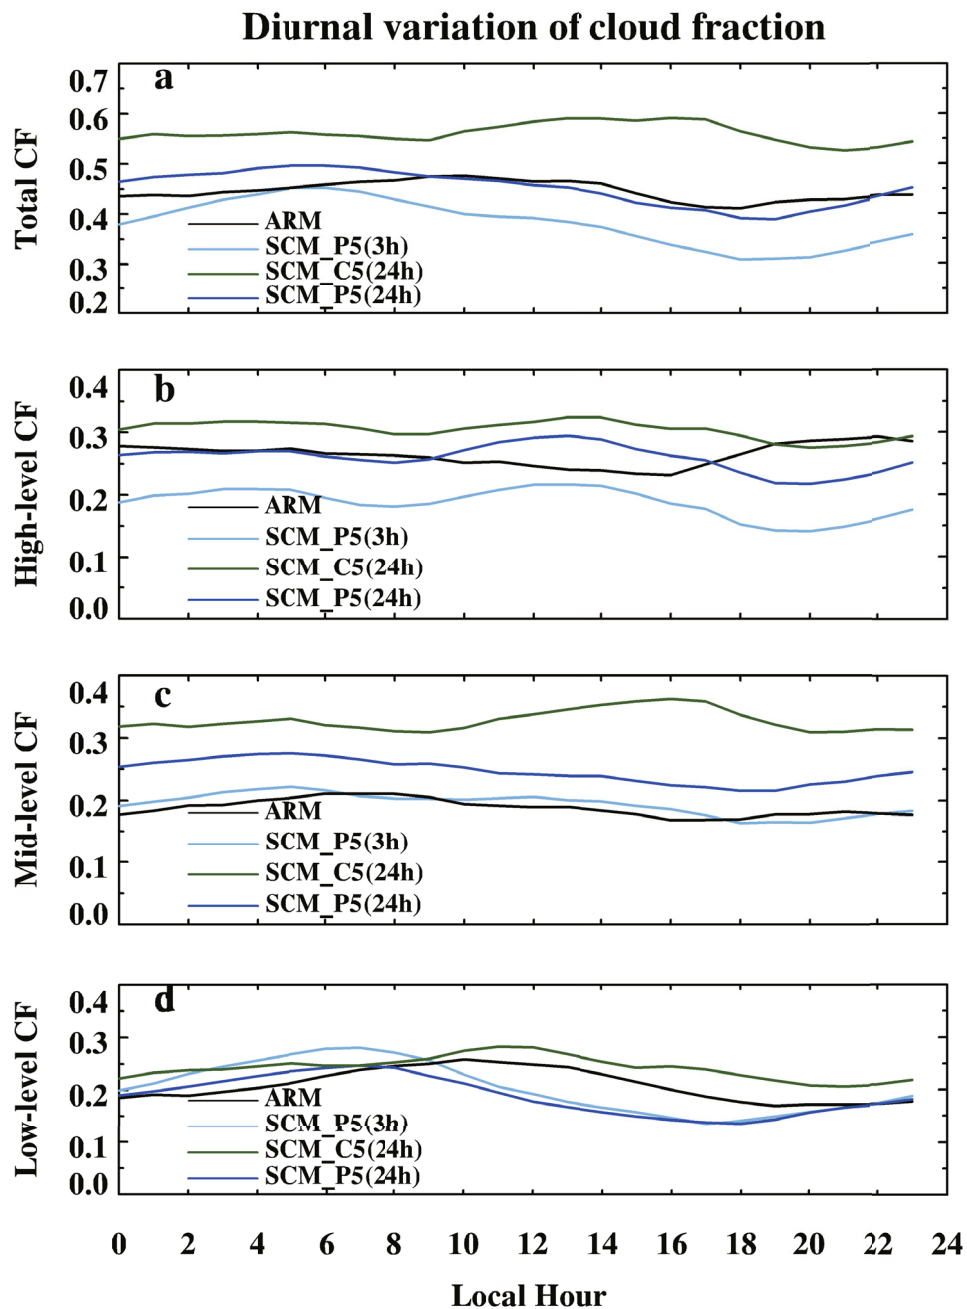 Diurnal variation of cloud fraction
a
Total CF
0.7
0.6
0.5
0.4
0.3
0.2
ARM
SCM_P5(3h)
SCM_C5(24h)
SCM_P5(24h)
b
High-level CF
0.4
0.3
0.2
0.1
0.0
ARM
SCM_P5(3h)
SCM_C5(24h)
SCM_P5(24h)
c
Mid-level CF
0.4
0.3
0.2
0.1
0.0
ARM
SCM_P5(3h)
SCM_C5(24h)
SCM_P5(24h)
d
Low-level CF
0.4
0.3
0.2
0.1
0.0
ARM
SCM_P5(3h)
SCM_C5(24h)
SCM_P5(24h)
0 2 4 6 8 10 12 14 16 18 20 22 24
Local Hour